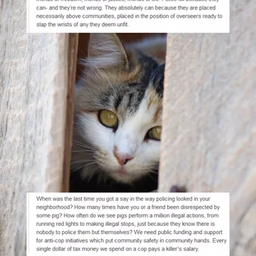 can- and they're not wrong. They absolutely can because they are placed
necessarily above communities, placed in the position of overseers ready to
slap the wrists of any they deem unfit.
When was the last time you got a say in the way policing looked in your
neighborhood? How many times have you or a friend been disrespected by
some pig? How often do we see pigs perform a million illegal actions, from
running red lights to making illegal stops, just because they know there is
nobody to police them but themselves? We need public funding and support
for anti-cop initiatives which put community safety in community hands. Every
single dollar of tax money we spend on a cop pays a killer's salary.